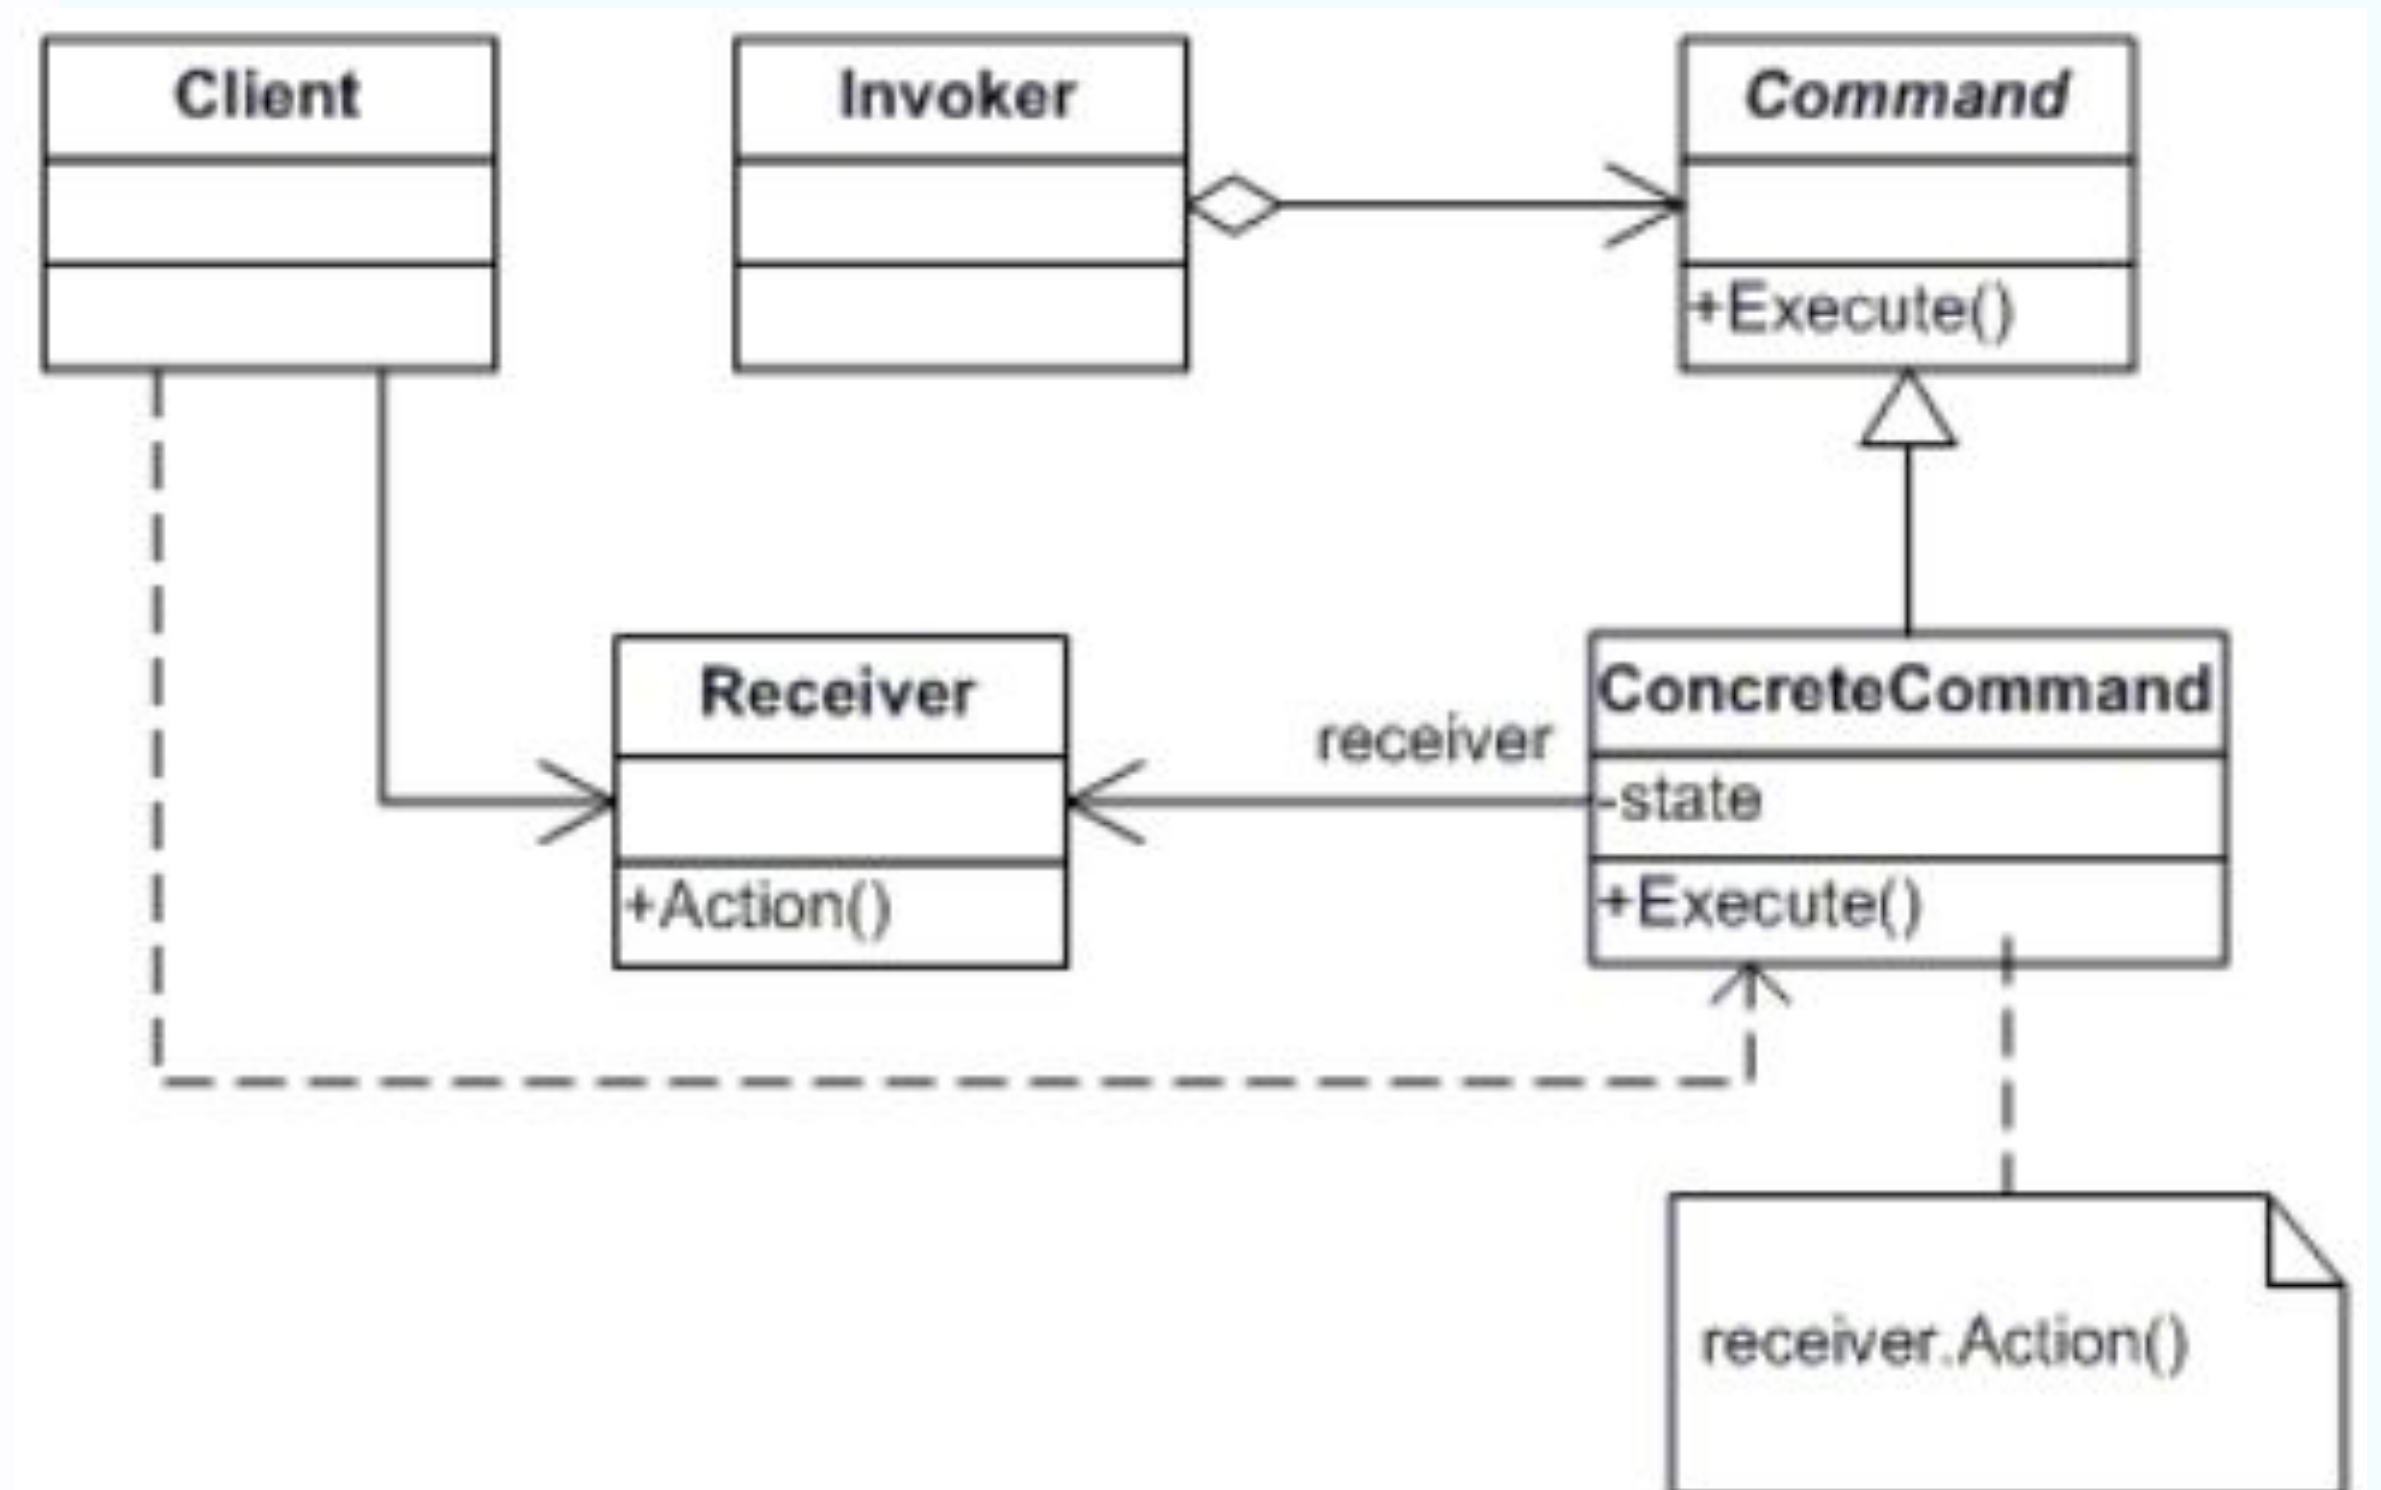 Client
Invoker
Command
+Execute()
Receiver
+Action()
receiver
ConcreteCommand
-state
+Execute()
receiver.Action()